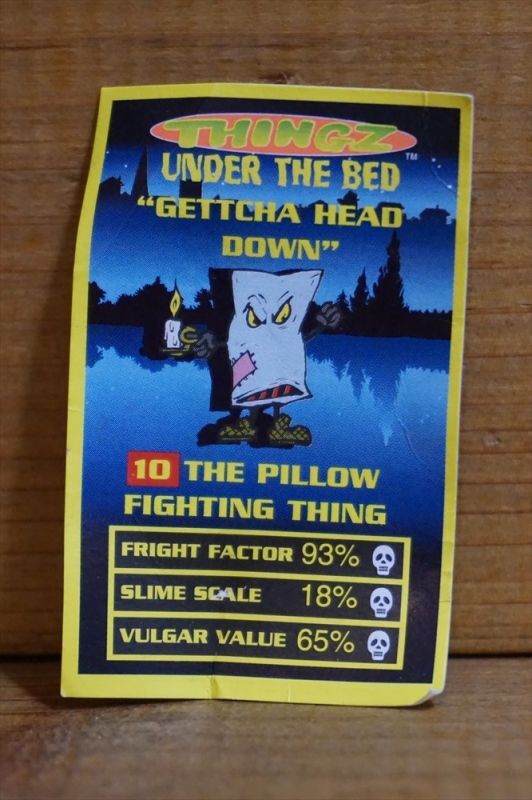 THINGZ
TM
UNDER THE BED
“GETTCHA HEAD
DOWN”
10 THE PILLOW
FIGHTING THING
FRIGHT FACTOR 93%
SLIME SCALE 18%
VULGAR VALUE 65%